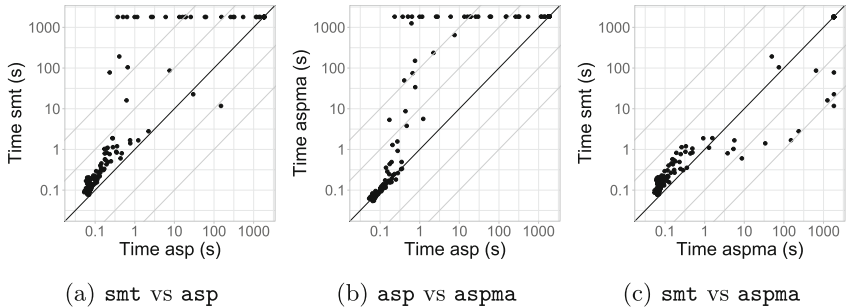 Time smt (s)
1000
100
10
1
0.1
0.1 1 10 100 1000
Time asp (s)
(a) smt vs asp
Time aspma (s)
1000
100
10
1
0.1
0.1 1 10 100 1000
Time asp (s)
(b) asp vs aspma
Time smt (s)
1000
100
10
1
0.1
0.1 1 10 100 1000
Time aspma (s)
(c) smt vs aspma